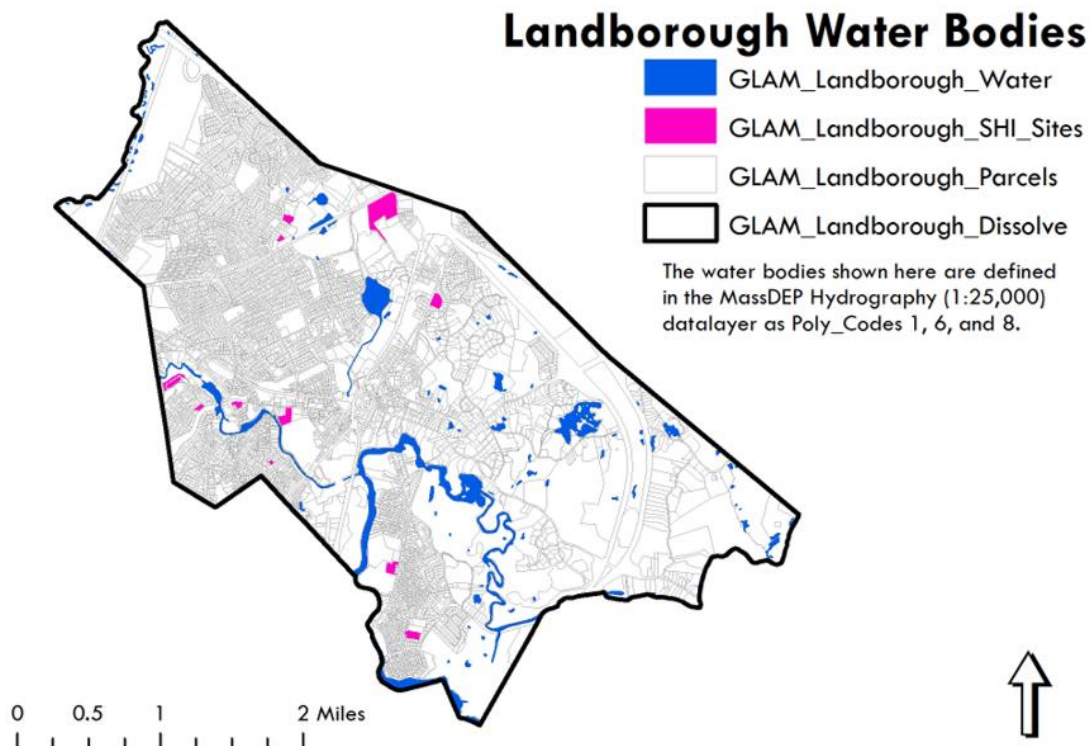 Landborough Water Bodies
GLAM_Landborough_Water
GLAM_Landborough_SHI_Sites
GLAM_Landborough_Parcels
GLAM_Landborough_Dissolve
The water bodies shown here are defined
in the MassDEP Hydrography (1:25,000)
datalayer as Poly_Codes 1, 6, and 8.
0 0.5 1 2 Miles